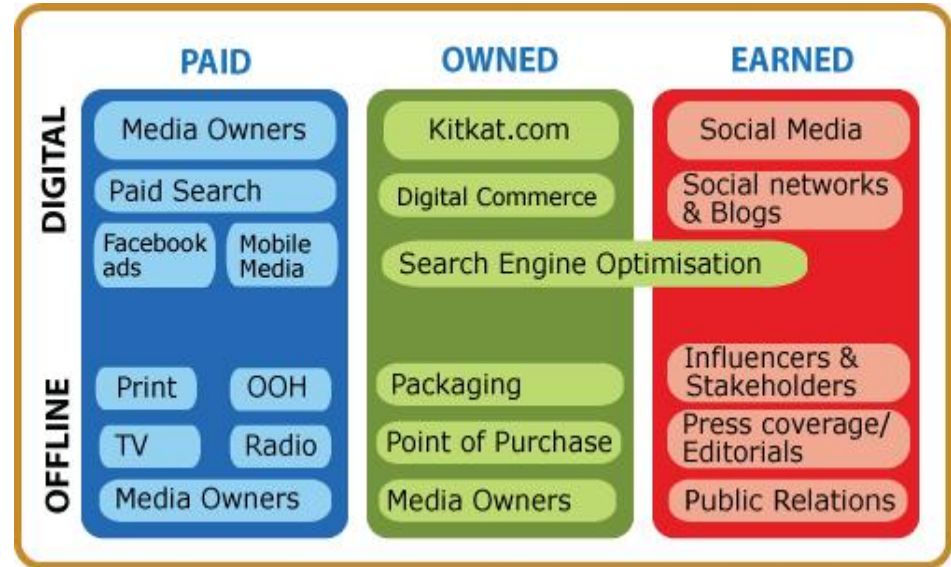 PAID
OWNED
EARNED
DIGITAL
Media Owners
Kitkat.com
Social Media
Paid Search
Digital Commerce
Social networks
& Blogs
Facebook
ads
Mobile
Media
Search Engine Optimisation
OFFLINE
Print
OOH
Packaging
Influencers &
Stakeholders
TV
Radio
Point of Purchase
Press coverage/
Editorials
Media Owners
Media Owners
Public Relations